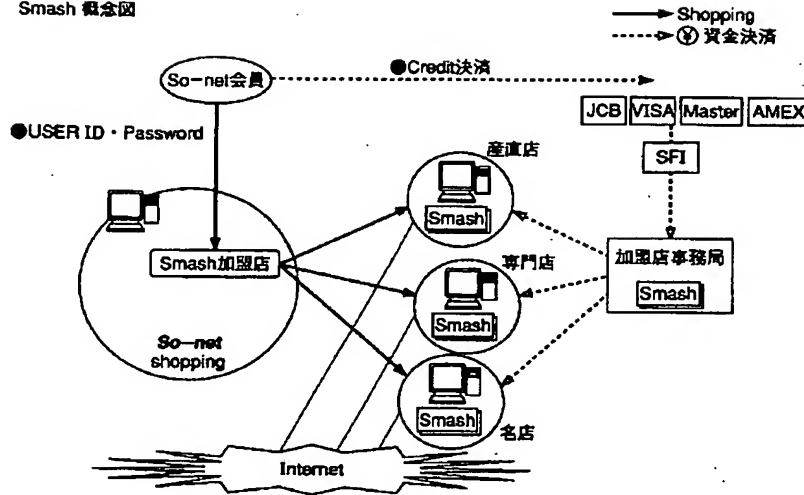 Smash 概念図
Shopping
¥ 資金決済
So-net会員
●Credit決済
JCB VISA Master AMEX
●USER ID・Password
産直店
SFI
Smash
Smash加盟店
専門店
加盟店事務局
Smash
Smash
So-net
shopping
Smash
名店
Internet